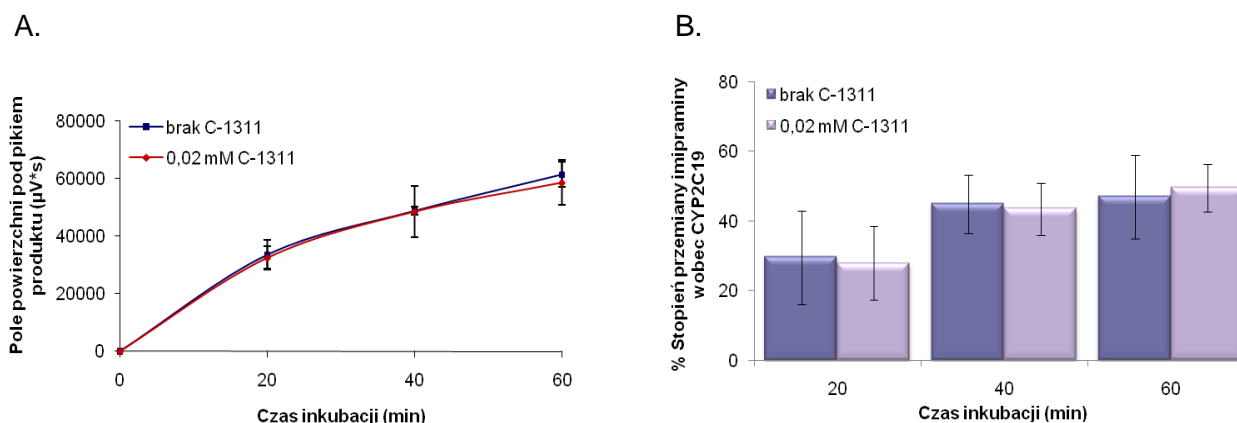 A.
Pole powierzchni pod pikiem
produktu (µV*s)
80000
60000
40000
20000
0
brak C-1311
0,02 mM C-1311
0 20 40 60
Czas inkubacji (min)
B.
% Stopień przemiany imipraminy
wobec CYP2C19
80
60
40
20
0
brak C-1311
0,02 mM C-1311
20 40 60
Czas inkubacji (min)